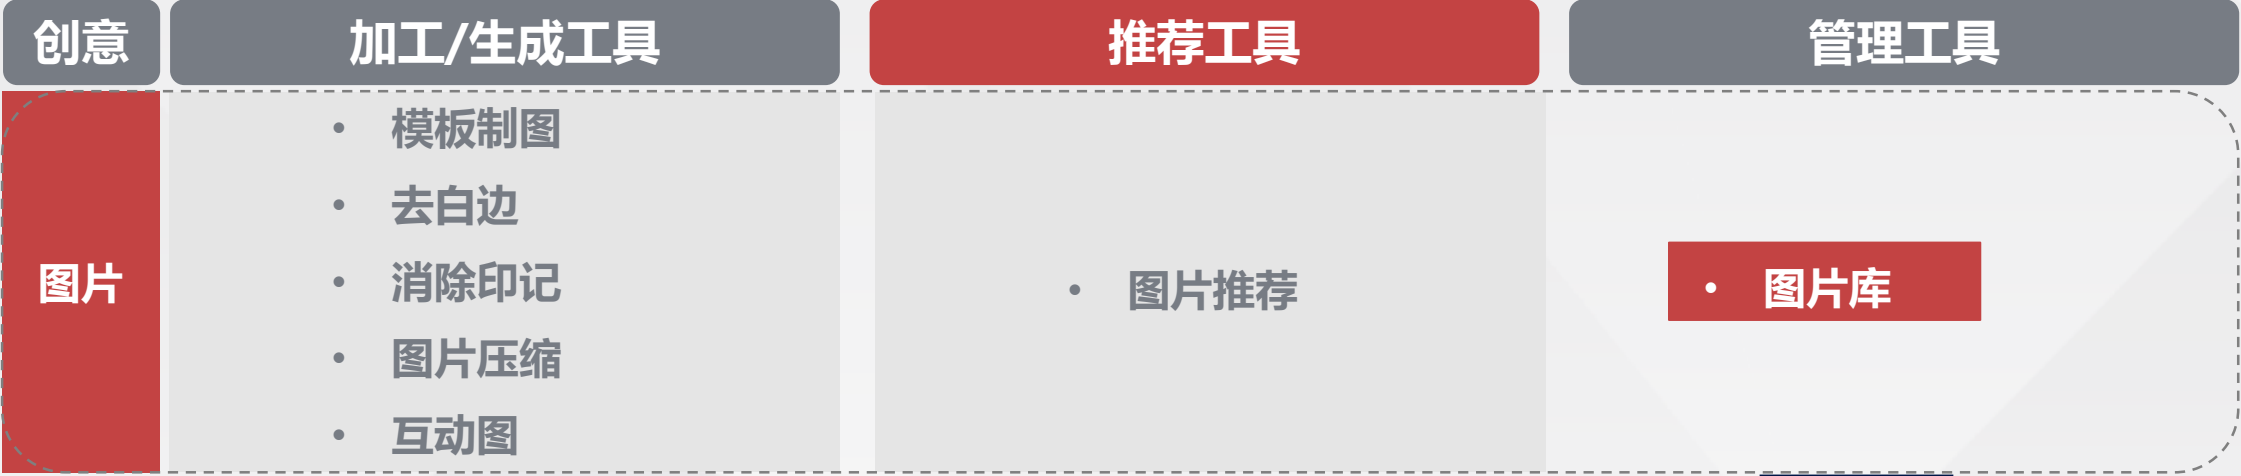 创意 加工/生成工具 推荐工具 管理工具
图片
• 模板制图
• 去白边
• 消除印记
• 图片压缩
• 互动图
• 图片推荐
• 图片库